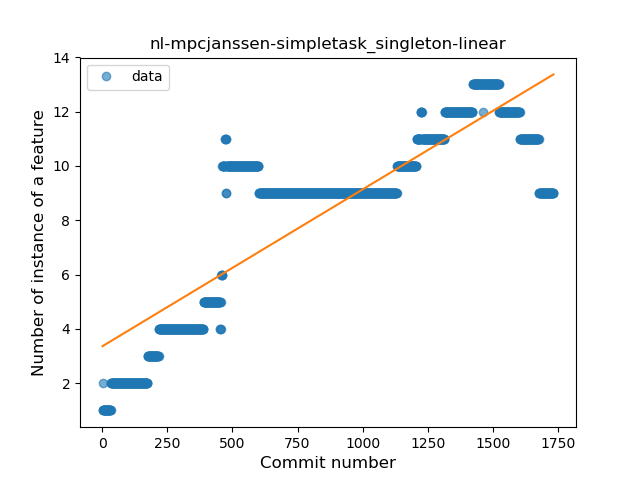 nl-mpcjanssen-simpletask_singleton-linear
data
Number of instance of a feature
14
12
10
8
6
4
2
0 250 500 750 1000 1250 1500 1750
Commit number